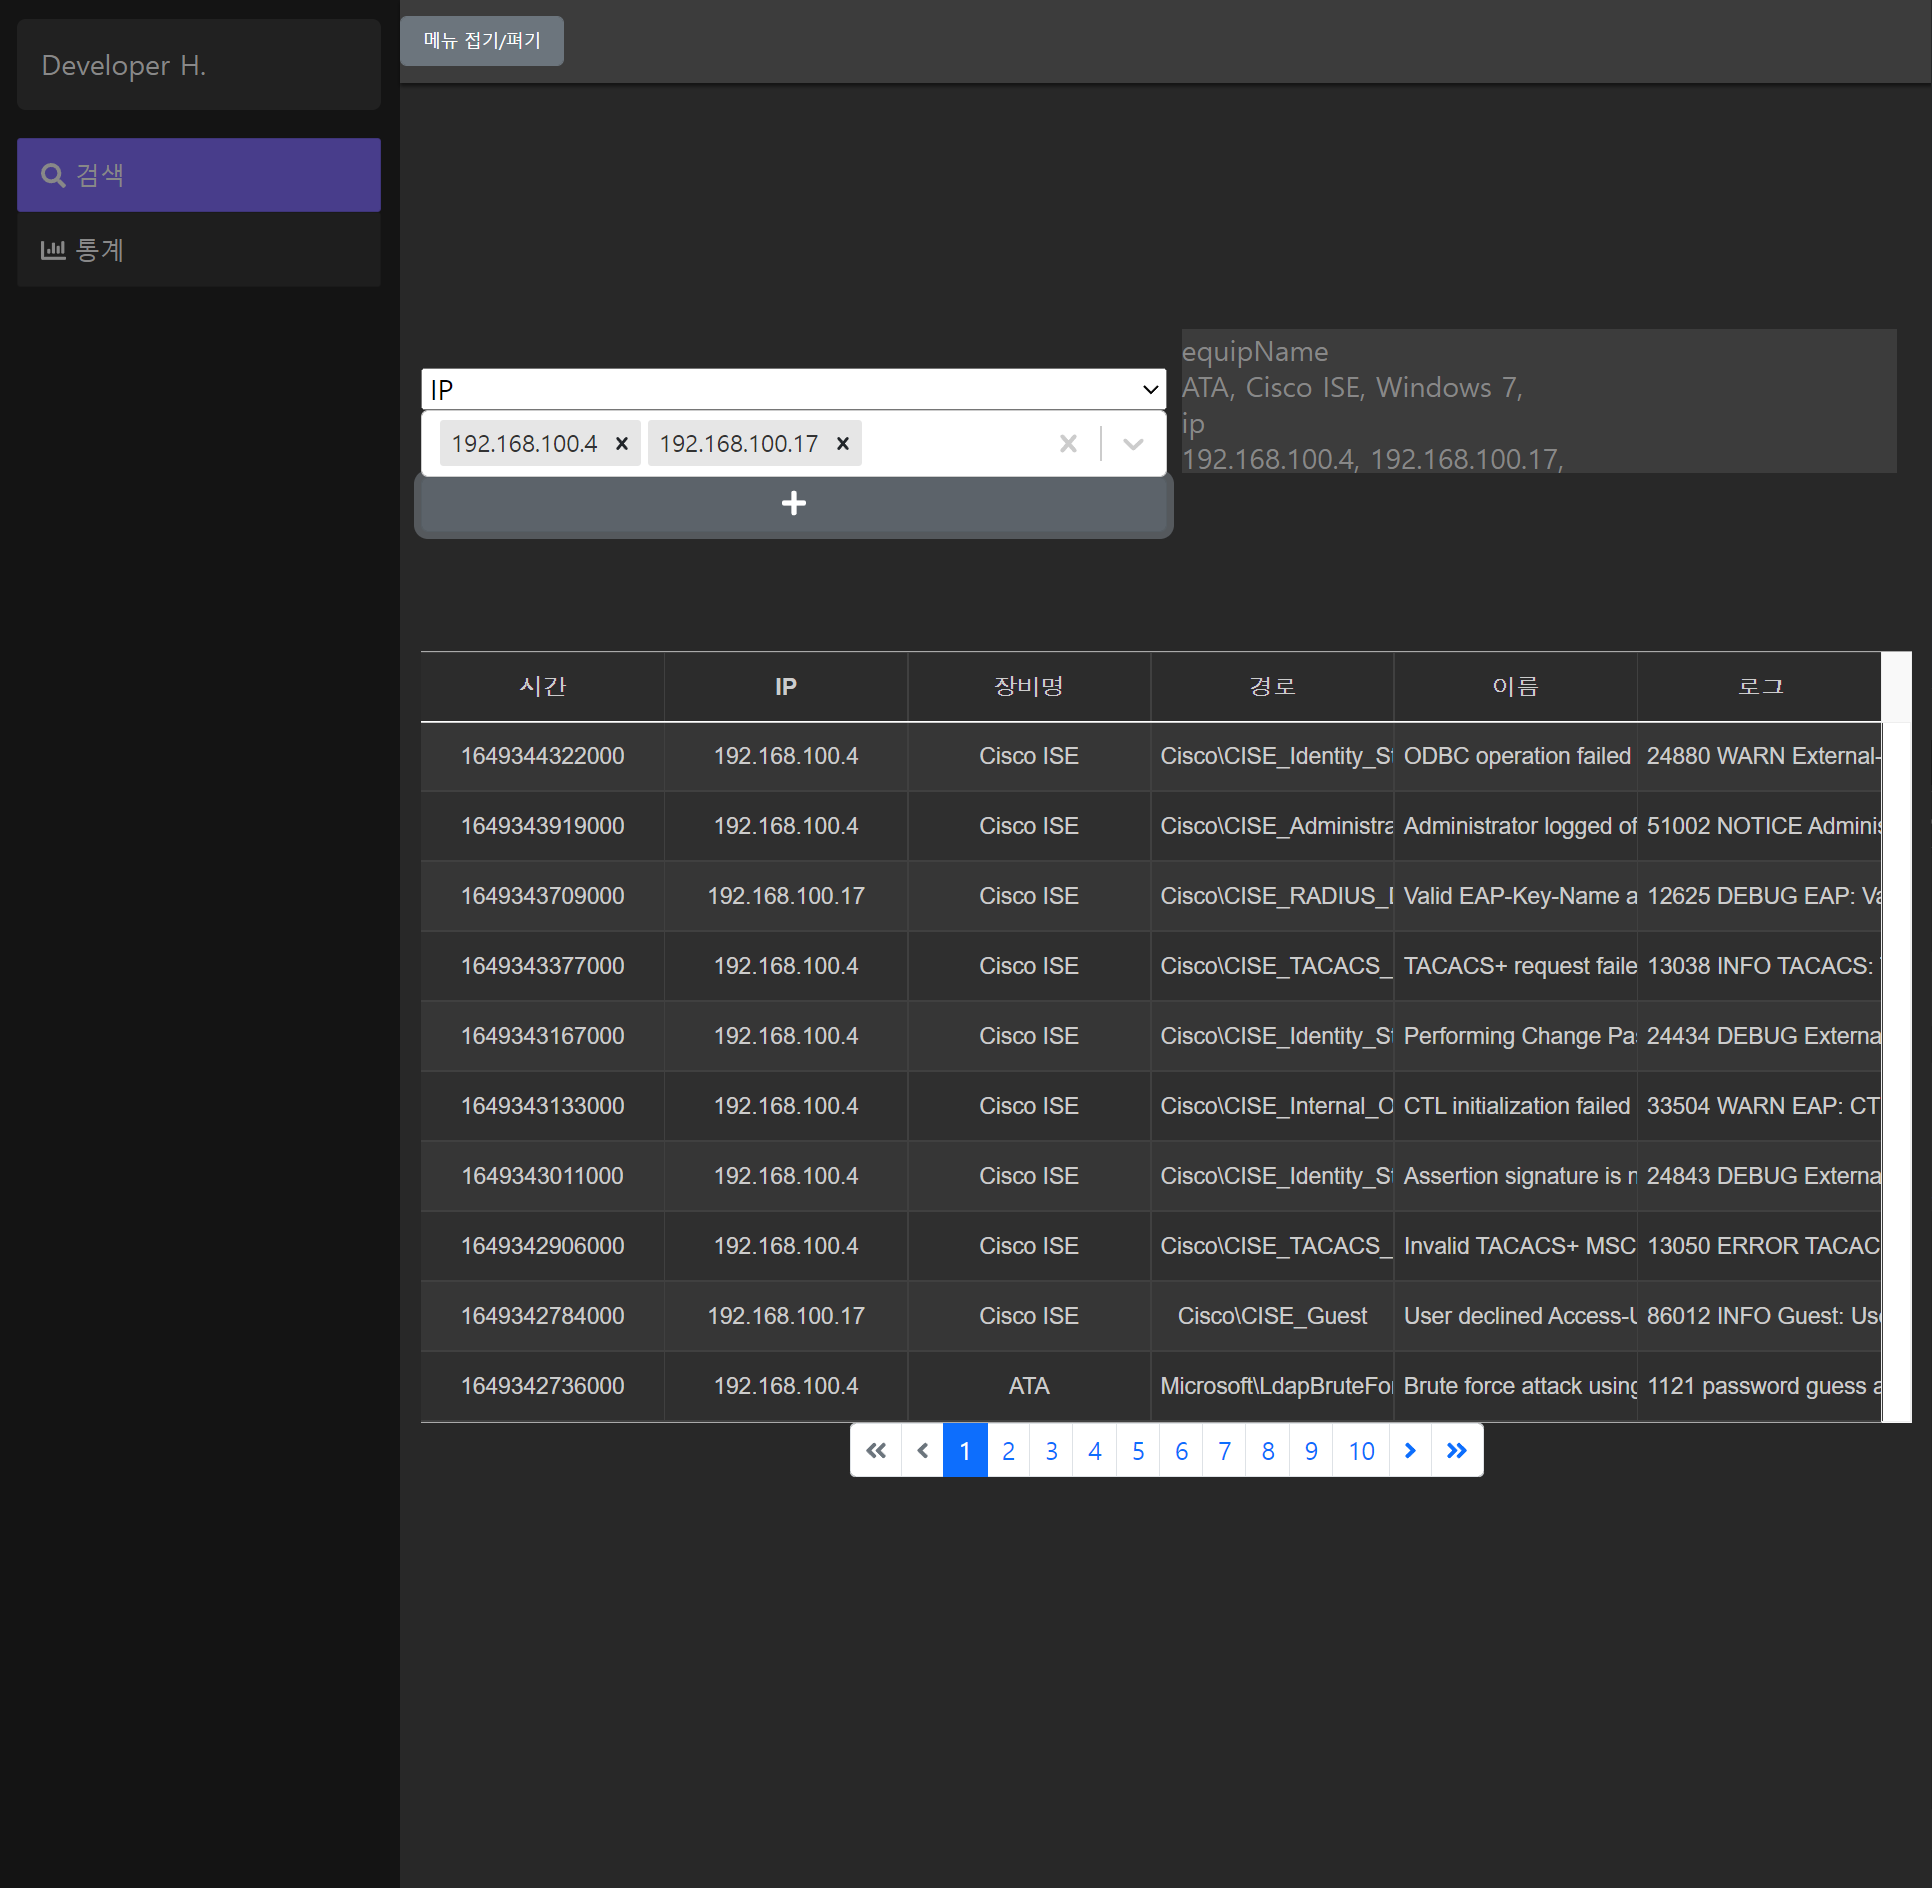 Developer H.
메뉴 접기/펴기
검색
통계
IP
192.168.100.4 192.168.100.17
equipName
ATA, Cisco ISE, Windows 7,
ip
192.168.100.4, 192.168.100.17,
시간 IP 장비명 경로 이름 로그
1649344322000 192.168.100.4 Cisco ISE Cisco\CISE_Identity_St ODBC operation failed 24880 WARN External-
1649343919000 192.168.100.4 Cisco ISE Cisco\CISE_Administra Administrator logged of 51002 NOTICE Adminis
1649343709000 192.168.100.17 Cisco ISE Cisco\CISE_RADIUS_D Valid EAP-Key-Name a 12625 DEBUG EAP: Va
1649343377000 192.168.100.4 Cisco ISE Cisco\CISE_TACACS_ TACACS+ request faile 13038 INFO TACACS:
1649343167000 192.168.100.4 Cisco ISE Cisco\CISE_Identity_St Performing Change Pas 24434 DEBUG Externa
1649343133000 192.168.100.4 Cisco ISE Cisco\CISE_Internal_O CTL initialization failed 33504 WARN EAP: CT
1649343011000 192.168.100.4 Cisco ISE Cisco\CISE_Identity_St Assertion signature is n 24843 DEBUG Externa
1649342906000 192.168.100.4 Cisco ISE Cisco\CISE_TACACS_ Invalid TACACS+ MSC 13050 ERROR TACAC
1649342784000 192.168.100.17 Cisco ISE Cisco\CISE_Guest User declined Access-U 86012 INFO Guest: Use
1649342736000 192.168.100.4 ATA Microsoft\LdapBruteFor Brute force attack using 1121 password guess a
« ‹ 1 2 3 4 5 6 7 8 9 10 › »